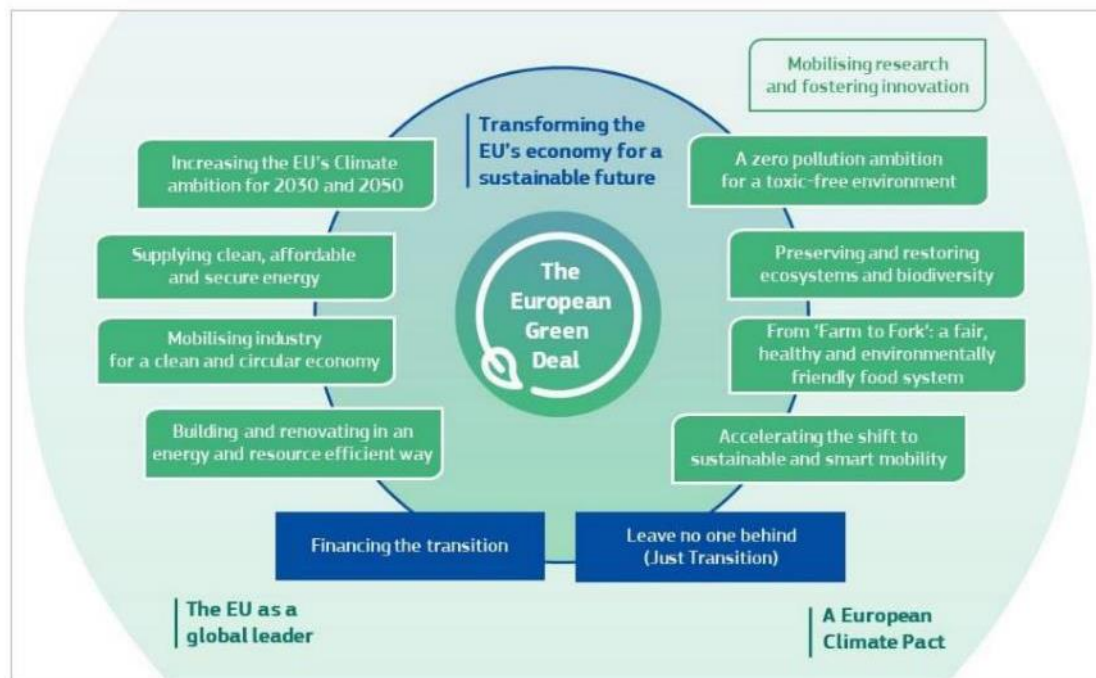 Mobilising research
and fostering innovation
Transforming the
EU's economy for a
sustainable future
Increasing the EU's Climate
ambition for 2030 and 2050
A zero pollution ambition
for a toxic-free environment
Supplying clean, affordable
and secure energy
The
European
Green
Deal
Preserving and restoring
ecosystems and biodiversity
Mobilising industry
for a clean and circular economy
From 'Farm to Fork': a fair,
healthy and environmentally
friendly food system
Building and renovating in an
energy and resource efficient way
Accelerating the shift to
sustainable and smart mobility
Financing the transition
Leave no one behind
(Just Transition)
The EU as a
global leader
A European
Climate Pact